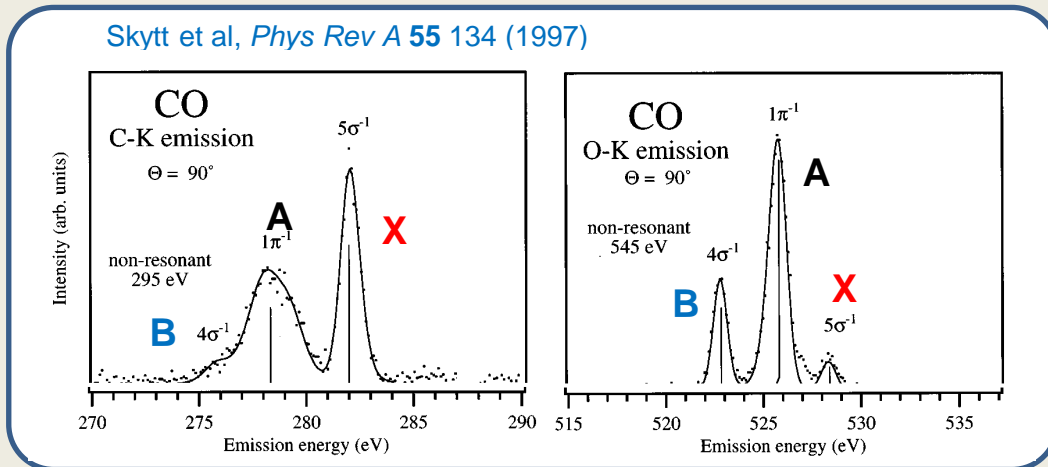 Skytt et al, Phys Rev A 55 134 (1997)
Intensity (arb. units)
CO
C-K emission
Θ = 90°
non-resonant
295 eV
B
4σ⁻¹
A
1π⁻¹
5σ⁻¹
X
270 275 280 285 290
Emission energy (eV)
CO
O-K emission
Θ = 90°
non-resonant
545 eV
B
4σ⁻¹
1π⁻¹
A
X
5σ⁻¹
515 520 525 530 535
Emission energy (eV)